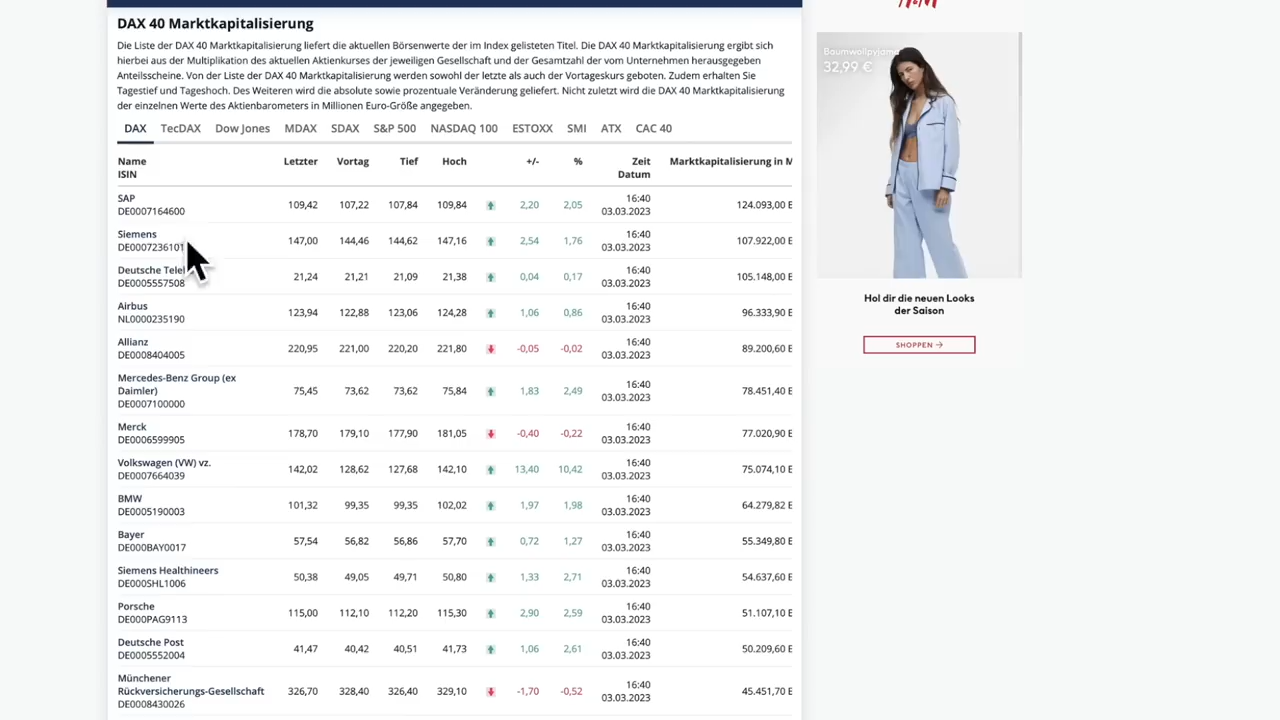 DAX 40 Marktkapitalisierung
Die Liste der DAX 40 Marktkapitalisierung liefert die aktuellen Börsenwerte der im Index gelisteten Titel. Die DAX 40 Marktkapitalisierung ergibt sich
hierbei aus der Multiplikation des aktuellen Aktienkurses der jeweiligen Gesellschaft und der Gesamtzahl der vom Unternehmen herausgegeben
Anteilsscheine. Von der Liste der DAX 40 Marktkapitalisierung werden sowohl der letzte als auch der Vortageskurs geboten. Zudem erhalten Sie
Tagestief und Tageshoch. Des Weiteren wird die absolute sowie prozentuale Veränderung geliefert. Nicht zuletzt wird die DAX 40 Marktkapitalisierung
der einzelnen Werte des Aktienbarometers in Millionen Euro-Größe angegeben.
DAX TecDAX Dow Jones MDAX SDAX S&P 500 NASDAQ 100 ESTOXX SMI ATX CAC 40
Name Letzter Vortag Tief Hoch +/- % Zeit Marktkapitalisierung in M
ISIN Datum
SAP 109,42 107,22 107,84 109,84 2,20 2,05 16:40 124.093,00 E
DE0007164600 03.03.2023
Siemens 147,00 144,46 144,62 147,16 2,54 1,76 16:40 107.922,00 E
DE0007236101 03.03.2023
Deutsche Tele 21,24 21,21 21,09 21,38 0,04 0,17 16:40 105.148,00 E
DE0005557508 03.03.2023
Airbus 123,94 122,88 123,06 124,28 1,06 0,86 16:40 96.333,90 E
NL0000235190 03.03.2023
Allianz 220,95 221,00 220,20 221,80 -0,05 -0,02 16:40 89.200,60 E
DE0008404005 03.03.2023
Mercedes-Benz Group (ex
Daimler) 75,45 73,62 73,62 75,84 1,83 2,49 16:40 78.451,40 E
DE0007100000 03.03.2023
Merck 178,70 179,10 177,90 181,05 -0,40 -0,22 16:40 77.020,90 E
DE0006599905 03.03.2023
Volkswagen (VW) vz. 142,02 128,62 127,68 142,10 13,40 10,42 16:40 75.074,10 E
DE0007664039 03.03.2023
BMW 101,32 99,35 99,35 102,02 1,97 1,98 16:40 64.279,82 E
DE0005190003 03.03.2023
Bayer 57,54 56,82 56,86 57,70 0,72 1,27 16:40 55.349,80 E
DE000BAY0017 03.03.2023
Siemens Healthineers 50,38 49,05 49,71 50,80 1,33 2,71 16:40 54.637,60 E
DE000SHL1006 03.03.2023
Porsche 115,00 112,10 112,20 115,30 2,90 2,59 16:40 51.107,10 E
DE000PAG9113 03.03.2023
Deutsche Post 41,47 40,42 40,51 41,73 1,06 2,61 16:40 50.209,60 E
DE0005552004 03.03.2023
Münchener
Rückversicherungs-Gesellschaft 326,70 328,40 326,40 329,10 -1,70 -0,52 16:40 45.451,70 E
DE0008430026 03.03.2023
H&M
Baumwollpyjama
32,99 €
Hol dir die neuen Looks
der Saison
SHOPPEN →